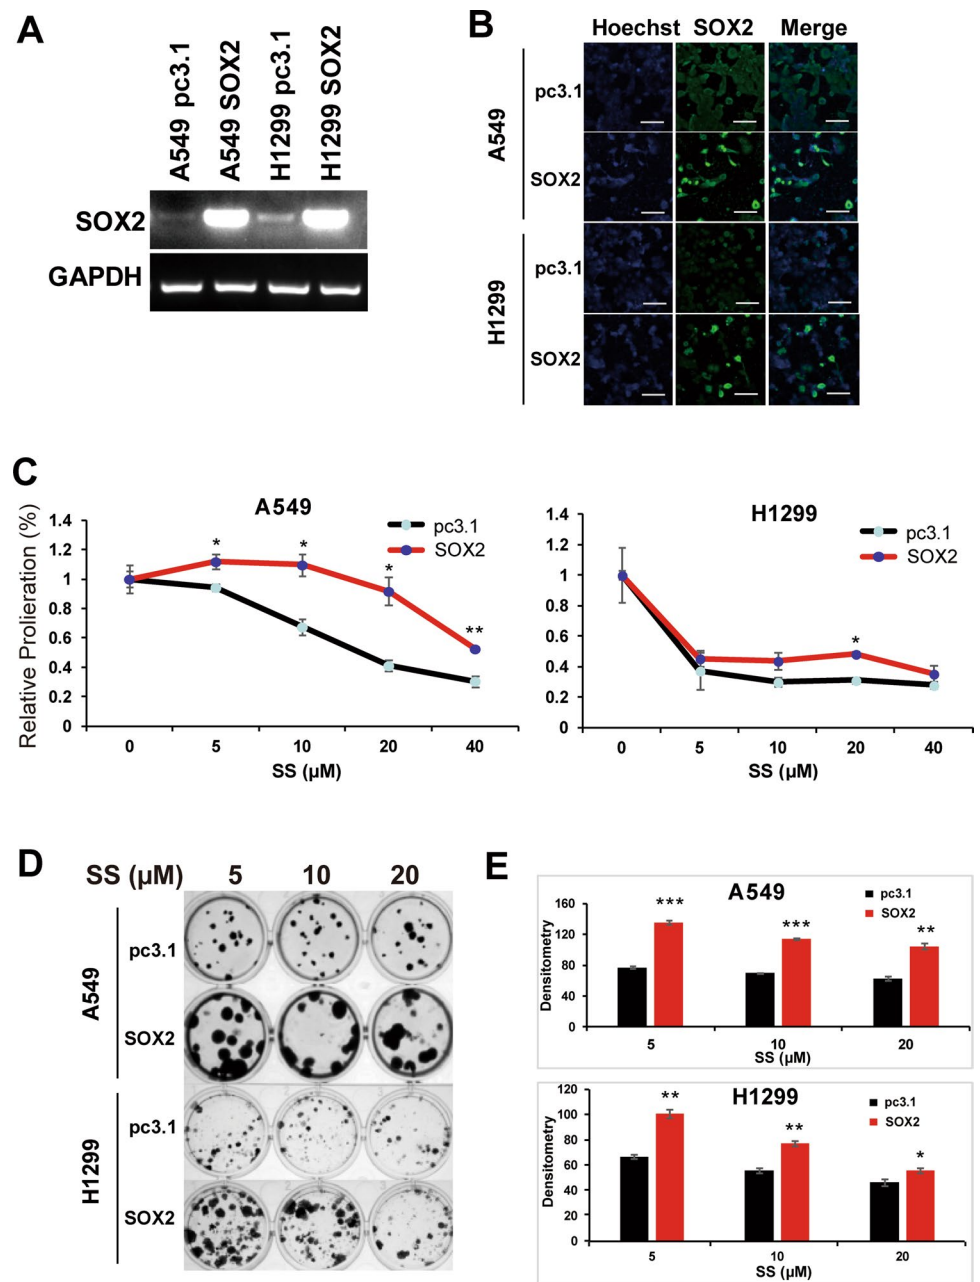 A
A549 pc3.1
A549 SOX2
H1299 pc3.1
H1299 SOX2
SOX2
GAPDH
B
Hoechst SOX2 Merge
A549
pc3.1
SOX2
H1299
pc3.1
SOX2
C
A549
Relative Prolieration (%)
pc3.1
SOX2
1.4
1.2
1
0.8
0.6
0.4
0.2
0
* * * **
0 5 10 20 40
SS (µM)
H1299
pc3.1
SOX2
1.4
1.2
1
0.8
0.6
0.4
0.2
0
*
0 5 10 20 40
SS (µM)
D
SS (µM) 5 10 20
A549
pc3.1
SOX2
H1299
pc3.1
SOX2
E
A549
pc3.1
SOX2
Densitometry
160
120
80
40
0
*** *** **
5 10 20
SS (µM)
H1299
pc3.1
SOX2
Densitometry
120
100
80
60
40
20
0
** ** *
5 10 20
SS (µM)